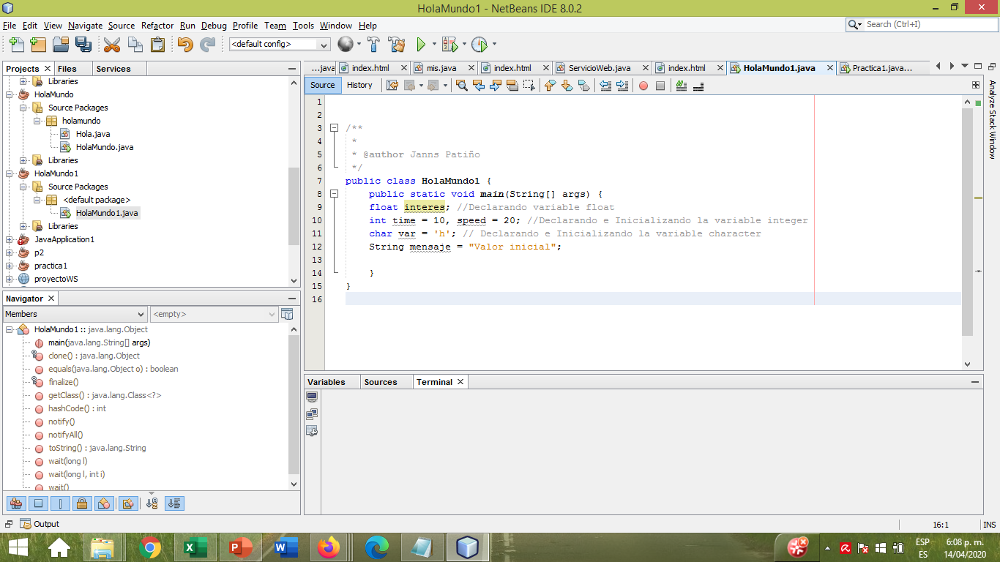 HolaMundo1 - NetBeans IDE 8.0.2
File Edit View Navigate Source Refactor Run Debug Profile Team Tools Window Help
Search (Ctrl+I)
<default config>
Projects Files Services
Libraries
HolaMundo
Source Packages
holamundo
Hola.java
HolaMundo.java
Libraries
HolaMundo1
Source Packages
<default package>
HolaMundo1.java
Libraries
JavaApplication1
p2
practica1
proyectoWS
...java index.html mis.java index.html ServicioWeb.java index.html HolaMundo1.java Practica1.java...
Source History
1
2
3 /**
4 *
5 * @author Janns Patiño
6 */
7 public class HolaMundo1 {
8 public static void main(String[] args) {
9 float interes; //Declarando variable float
10 int time = 10, speed = 20; //Declarando e Inicializando la variable integer
11 char var = 'h'; // Declarando e Inicializando la variable character
12 String mensaje = "Valor inicial";
13
14 }
15 }
16
Analyze Stack Window
Navigator
Members <empty>
HolaMundo1 :: java.lang.Object
main(java.lang.String[] args)
clone() : java.lang.Object
equals(java.lang.Object o) : boolean
finalize()
getClass() : java.lang.Class<?>
hashCode() : int
notify()
notifyAll()
toString() : java.lang.String
wait(long l)
wait(long l, int i)
wait()
Variables Sources Terminal
Output
16:1 INS
ESP
ES
6:08 p. m.
14/04/2020